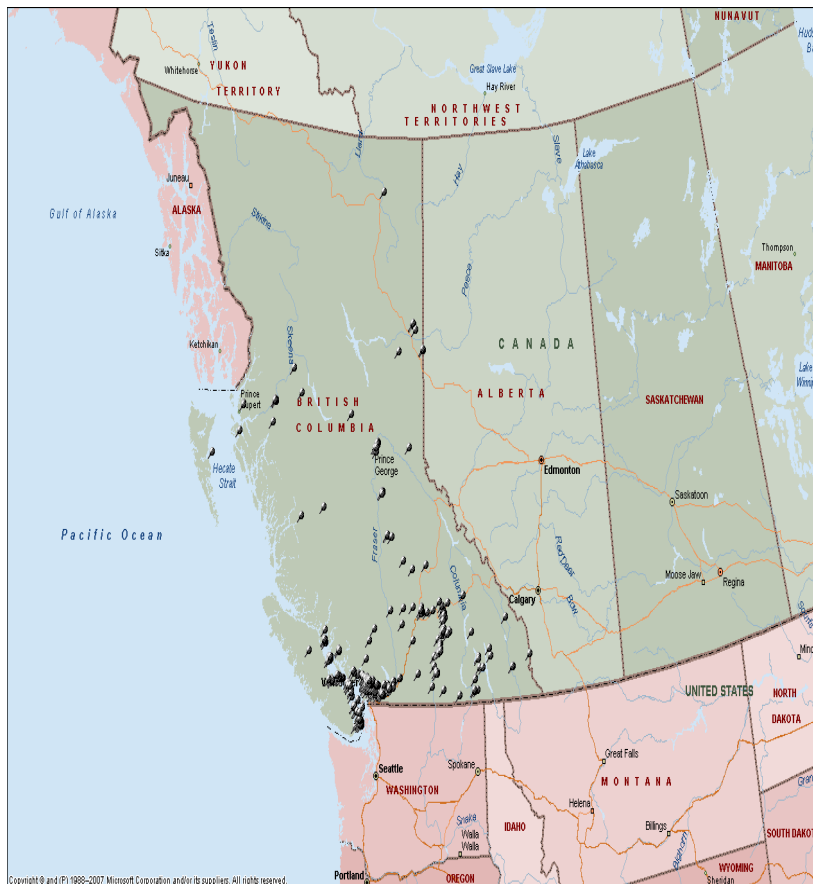 NUNAVUT
Teslin
Great Slave Lake
Whitehorse
YUKON
TERRITORY
Hay River
NORTHWEST
TERRITORIES
Liard
Slave
Lake
Athabasca
Hay
Juneau
Gulf of Alaska
ALASKA
Stikine
Sitka
Thompson
MANITOBA
Peace
Skeena
CANADA
Ketchikan
Lake
Prince
Rupert
BRITISH
COLUMBIA
ALBERTA
SASKATCHEWAN
Prince
George
Hecate
Strait
Edmonton
Saskatoon
Pacific Ocean
Fraser
Columbia
Red Deer
Moose Jaw
Regina
Calgary
Bow
UNITED STATES
NORTH
DAKOTA
Seattle
Spokane
WASHINGTON
Great Falls
MONTANA
Helena
Snake
Walla
Walla
IDAHO
Billings
Bighorn
SOUTH DAKOT
WYOMING
Portland
OREGON
Sheridan
Copyright © and (P) 1988–2007 Microsoft Corporation and/or its suppliers. All rights reserved.